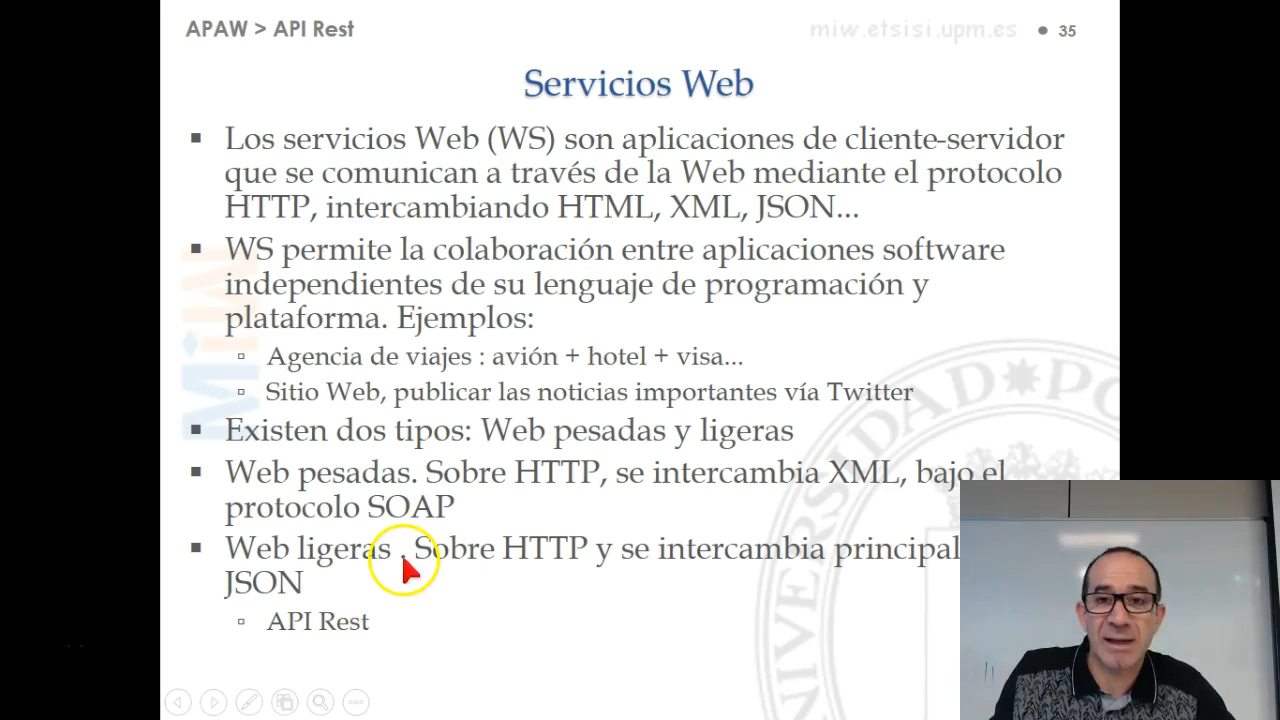 APAW > API Rest
miw.etsisi.upm.es
35
Servicios Web
Los servicios Web (WS) son aplicaciones de cliente-servidor
que se comunican a través de la Web mediante el protocolo
HTTP, intercambiando HTML, XML, JSON...
WS permite la colaboración entre aplicaciones software
independientes de su lenguaje de programación y
plataforma. Ejemplos:
Agencia de viajes : avión + hotel + visa...
Sitio Web, publicar las noticias importantes vía Twitter
Existen dos tipos: Web pesadas y ligeras
Web pesadas. Sobre HTTP, se intercambia XML, bajo el
protocolo SOAP
Web ligeras . Sobre HTTP y se intercambia principal
JSON
API Rest
MiW
UNIVERSIDAD PO